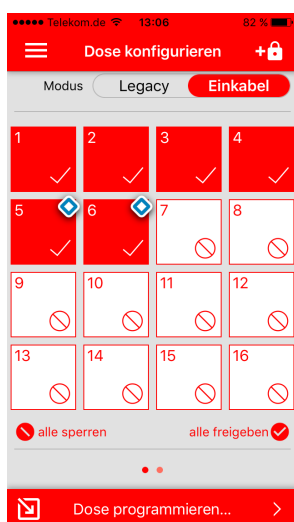 Telekom.de 13:06 82 %
Dose konfigurieren +
Modus Legacy Einkabel
1 2 3 4
5 6 7 8
9 10 11 12
13 14 15 16
alle sperren alle freigeben
Dose programmieren... >